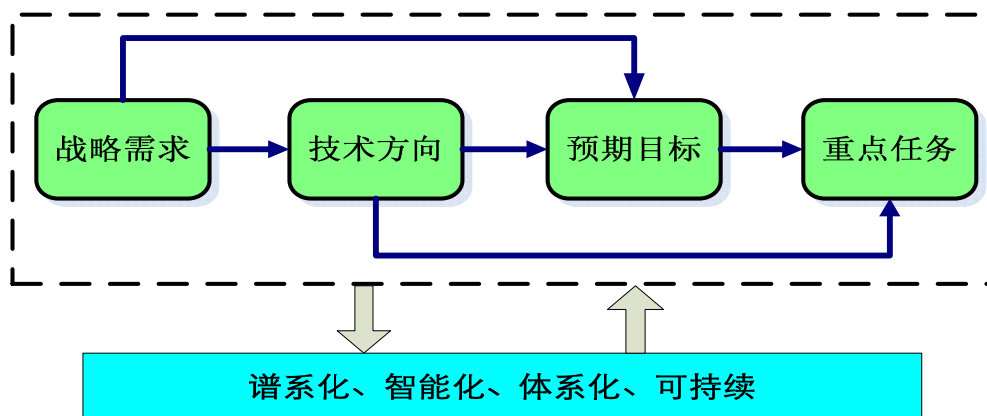 战略需求
技术方向
预期目标
重点任务
谱系化、智能化、体系化、可持续